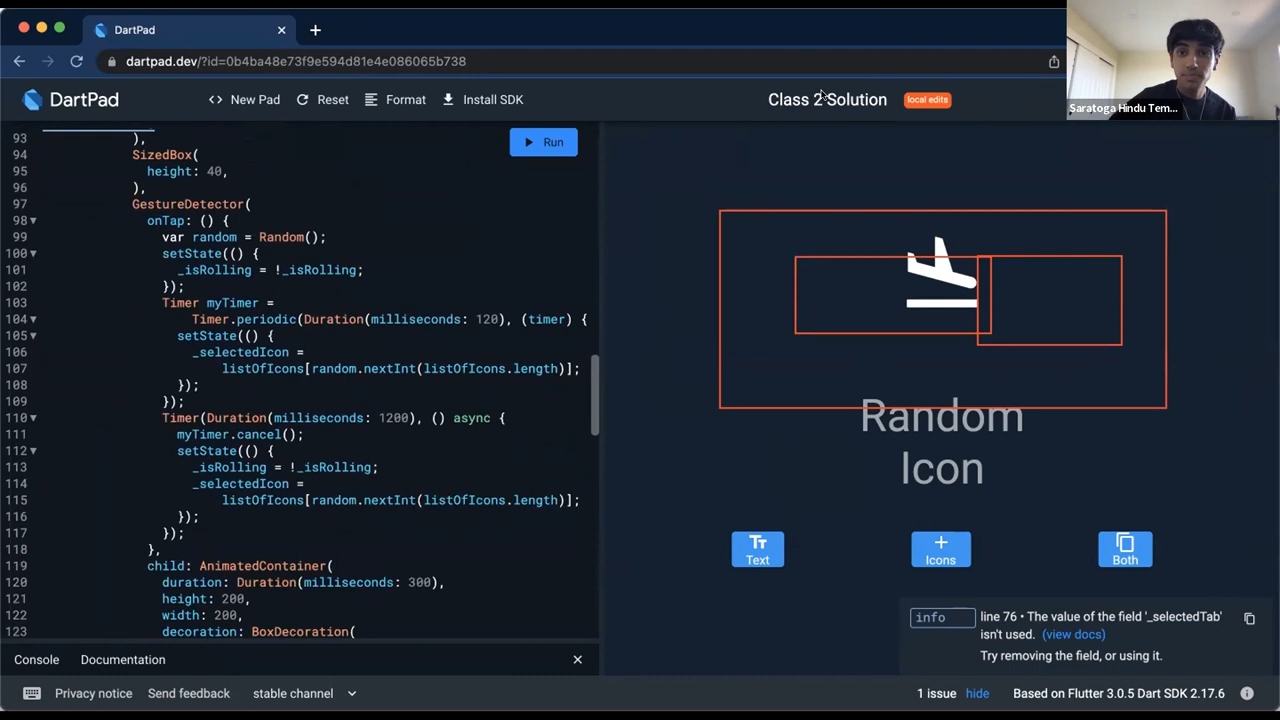 DartPad
dartpad.dev/?id=0b4ba48e73f9e594d81e4e086065b738
DartPad
<> New Pad
Reset
Format
Install SDK
Class 2 Solution
local edits
Saratoga Hindu Tem...
Run
93 ),
94 SizedBox(
95 height: 40,
96 ),
97 GestureDetector(
98 onTap: () {
99 var random = Random();
100 setState(() {
101 _isRolling = !_isRolling;
102 });
103 Timer myTimer =
104 Timer.periodic(Duration(milliseconds: 120), (timer) {
105 setState(() {
106 _selectedIcon =
107 listOfIcons[random.nextInt(listOfIcons.length)];
108 });
109 });
110 Timer(Duration(milliseconds: 1200), () async {
111 myTimer.cancel();
112 setState(() {
113 _isRolling = !_isRolling;
114 _selectedIcon =
115 listOfIcons[random.nextInt(listOfIcons.length)];
116 });
117 });
118 },
119 child: AnimatedContainer(
120 duration: Duration(milliseconds: 300),
121 height: 200,
122 width: 200,
123 decoration: BoxDecoration(
Random
Icon
Text
Icons
Both
info
line 76 • The value of the field '_selectedTab'
isn't used. (view docs)
Try removing the field, or using it.
Console
Documentation
Privacy notice
Send feedback
stable channel
1 issue
hide
Based on Flutter 3.0.5 Dart SDK 2.17.6